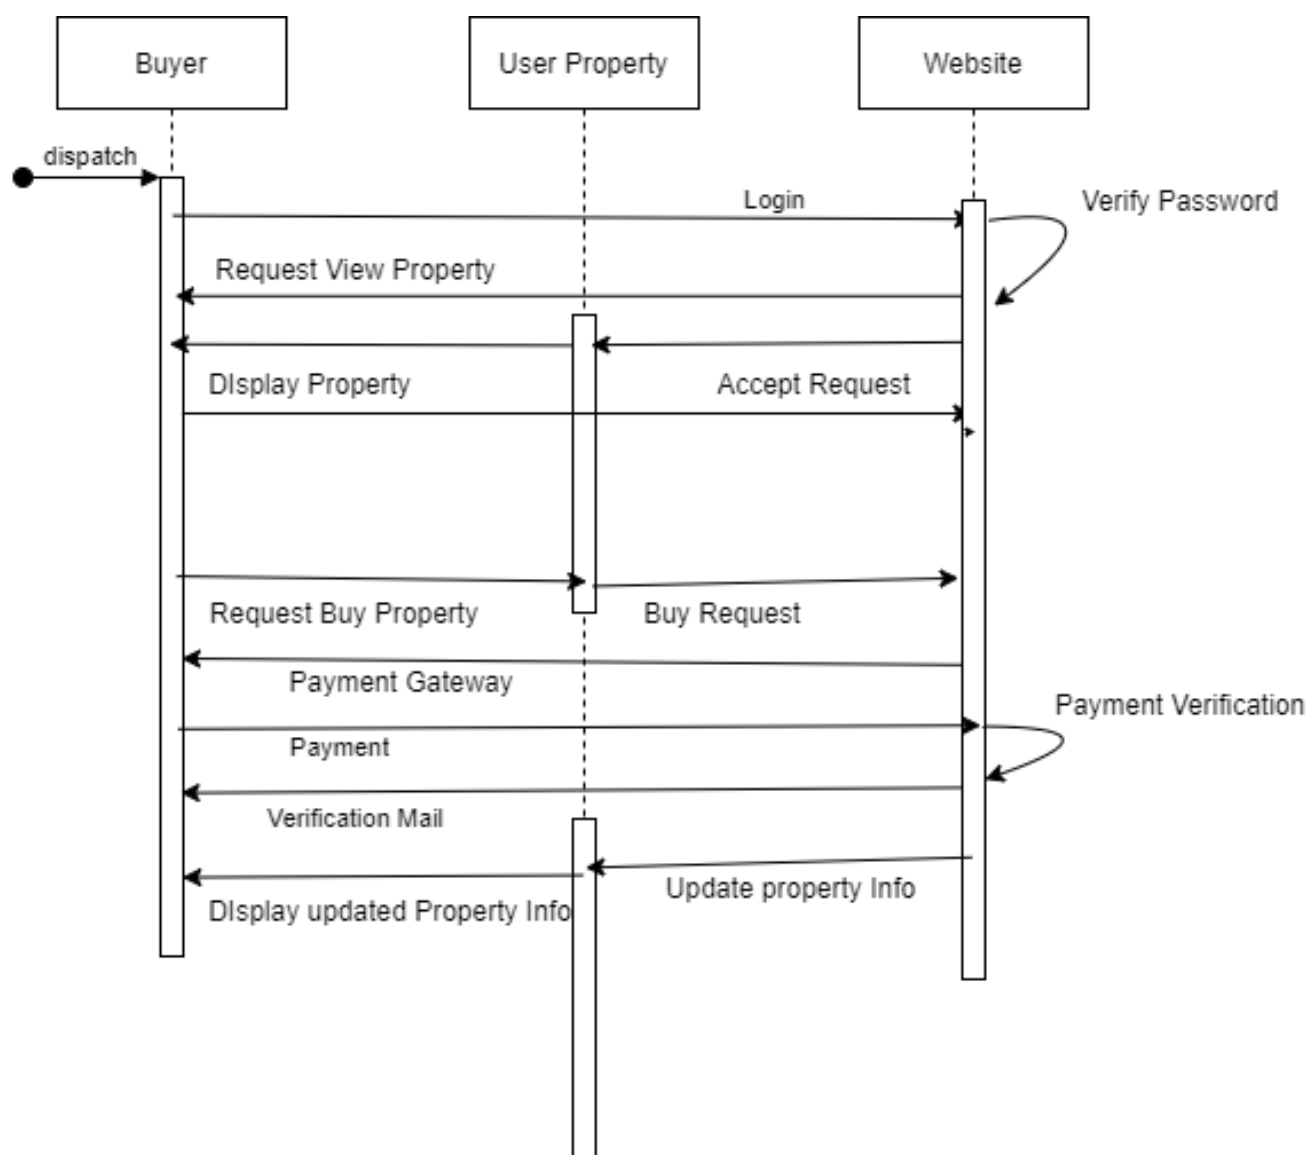 Buyer
User Property
Website
dispatch
Login
Verify Password
Request View Property
DIsplay Property
Accept Request
Request Buy Property
Buy Request
Payment Gateway
Payment Verification
Payment
Verification Mail
Update property Info
DIsplay updated Property Info